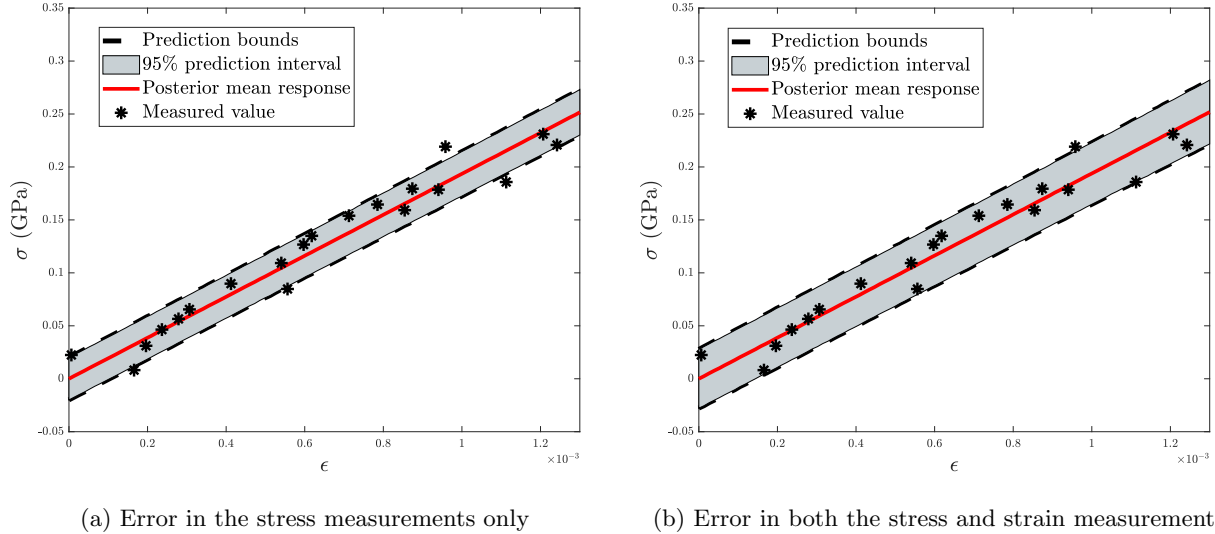 0.35
0.3
0.25
0.2
0.15
0.1
0.05
0
-0.05
σ (GPa)
Prediction bounds
95% prediction interval
Posterior mean response
Measured value
0 0.2 0.4 0.6 0.8 1 1.2
×10⁻³
ϵ
(a) Error in the stress measurements only
0.35
0.3
0.25
0.2
0.15
0.1
0.05
0
-0.05
σ (GPa)
Prediction bounds
95% prediction interval
Posterior mean response
Measured value
0 0.2 0.4 0.6 0.8 1 1.2
×10⁻³
ϵ
(b) Error in both the stress and strain measurement